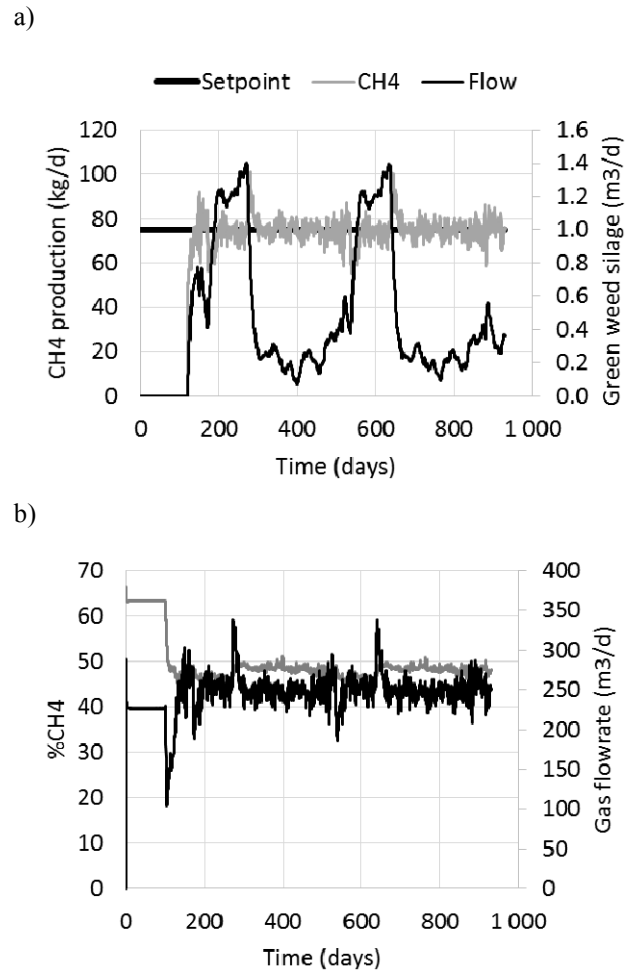 a)
Setpoint CH4 Flow
120 1.6
100 1.4
80 1.2
60 1.0
40 0.8
20 0.6
0 0.4
0.2
0.0
CH4 production (kg/d)
Green weed silage (m3/d)
0 200 400 600 800 1 000
Time (days)
b)
70 400
60 350
50 300
40 250
30 200
20 150
10 100
0 50
0
%CH4
Gas flowrate (m3/d)
0 200 400 600 800 1 000
Time (days)